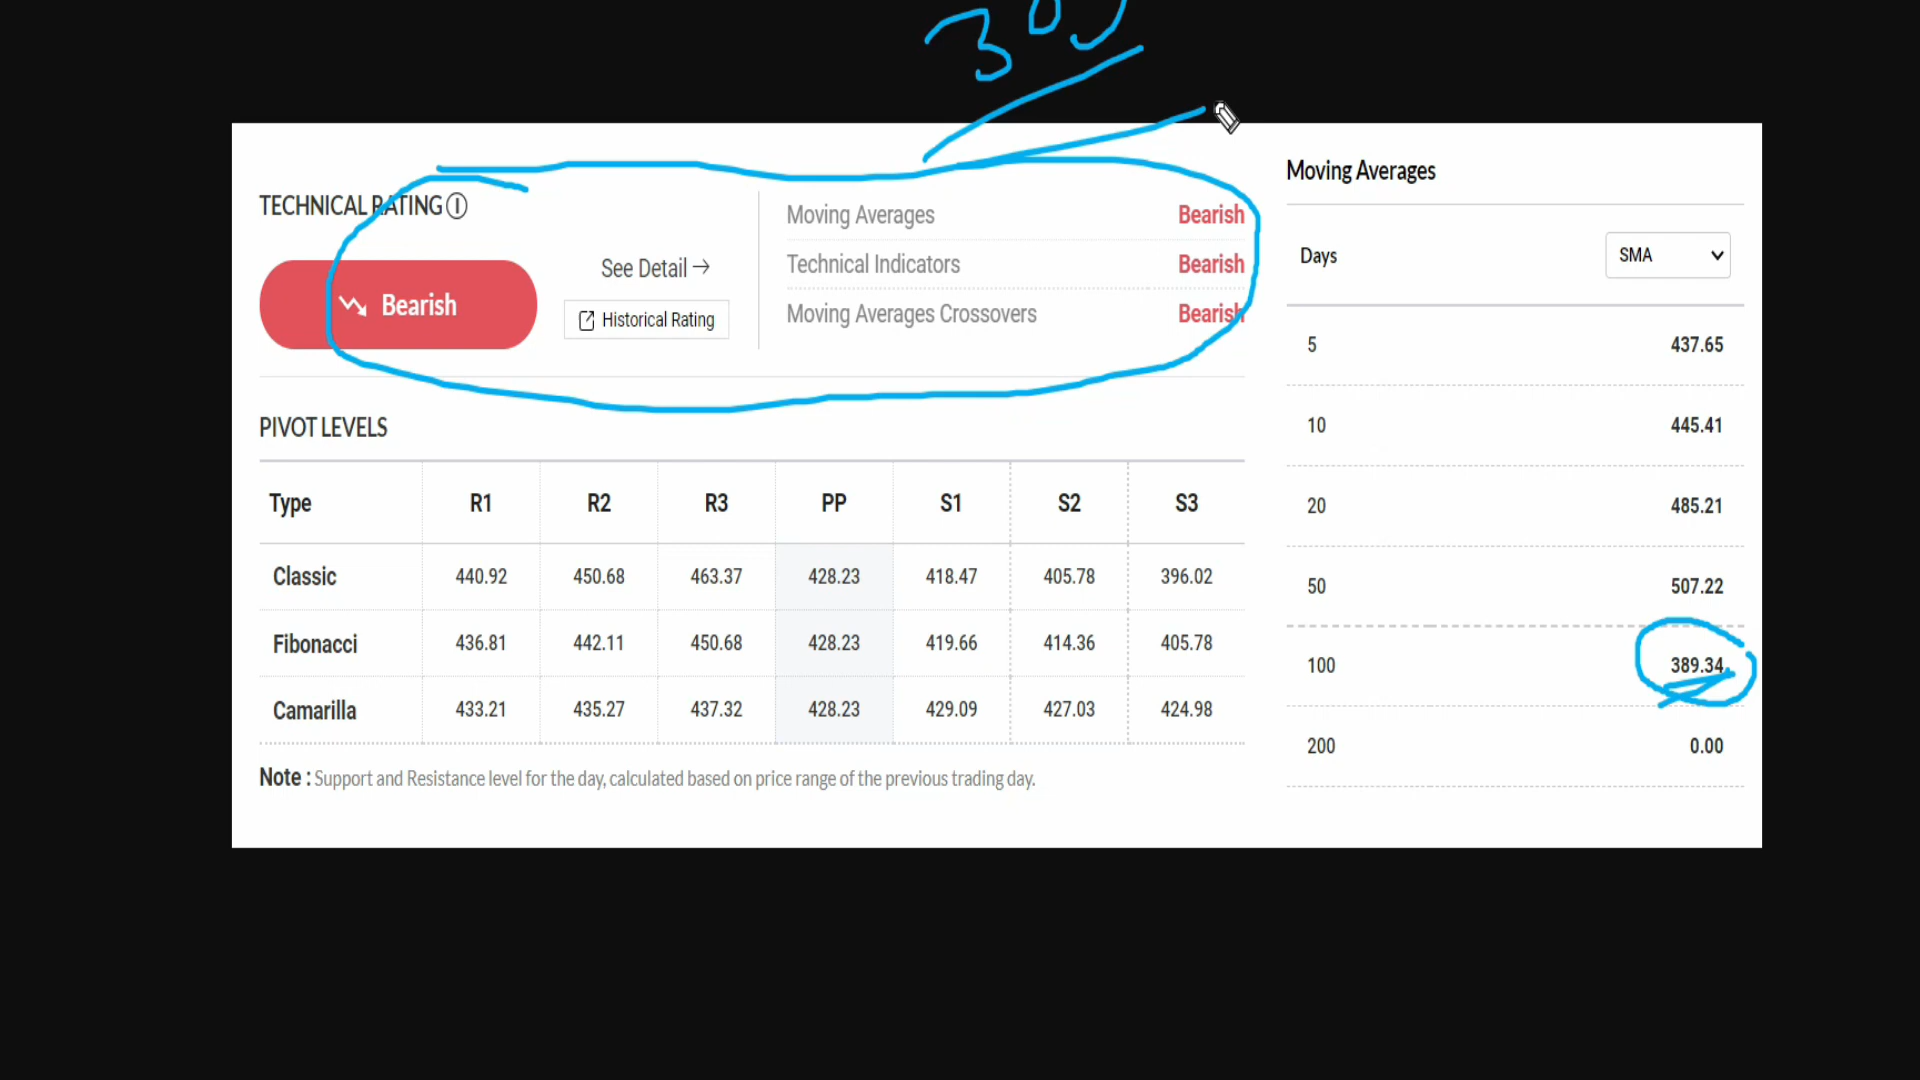 TECHNICAL RATING
Bearish
See Detail →
Historical Rating
Moving Averages Bearish
Technical Indicators Bearish
Moving Averages Crossovers Bearish
PIVOT LEVELS
Type R1 R2 R3 PP S1 S2 S3
Classic 440.92 450.68 463.37 428.23 418.47 405.78 396.02
Fibonacci 436.81 442.11 450.68 428.23 419.66 414.36 405.78
Camarilla 433.21 435.27 437.32 428.23 429.09 427.03 424.98
Note : Support and Resistance level for the day, calculated based on price range of the previous trading day.
Moving Averages
Days SMA
5 437.65
10 445.41
20 485.21
50 507.22
100 389.34
200 0.00